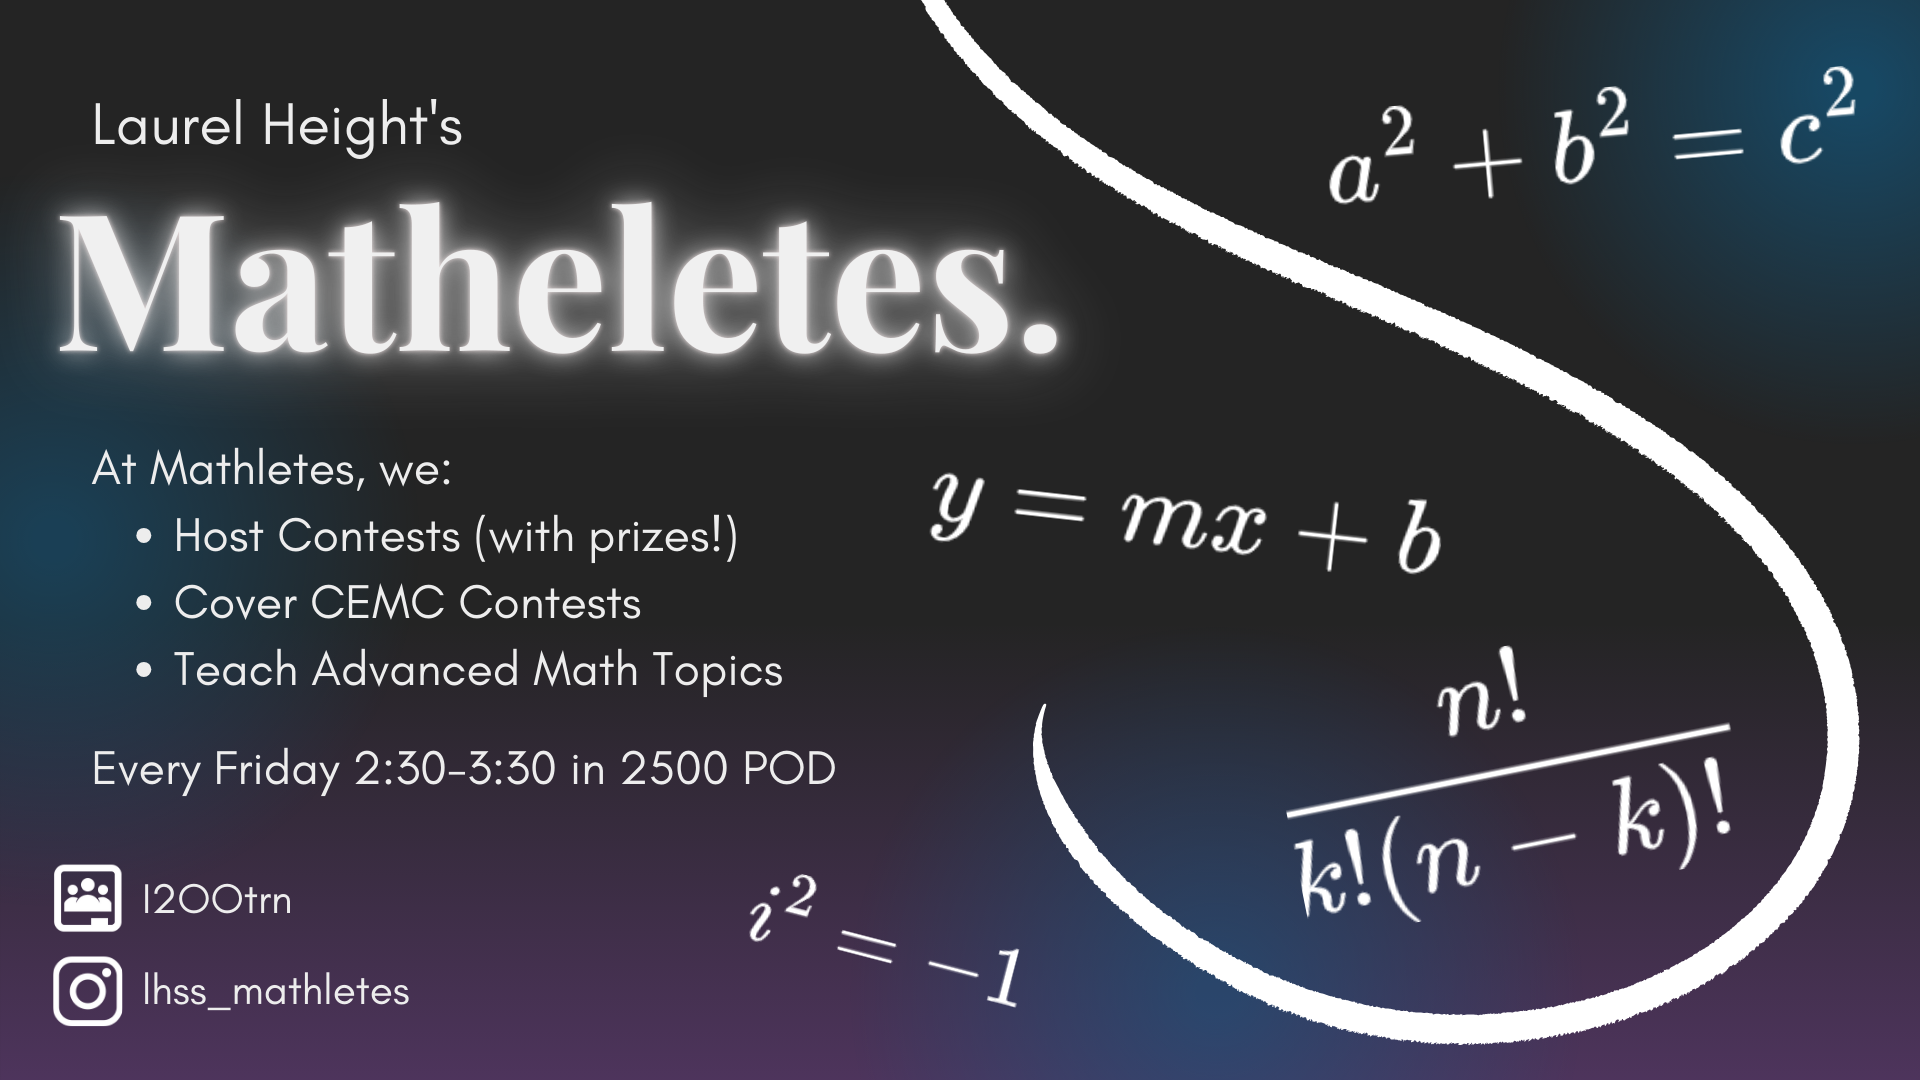 Laurel Height's
Matheletes.
At Mathletes, we:
• Host Contests (with prizes!)
• Cover CEMC Contests
• Teach Advanced Math Topics
Every Friday 2:30-3:30 in 2500 POD
l2OOtrn
lhss_mathletes
a² + b² = c²
y = mx + b
n!
k!(n − k)!
i² = −1